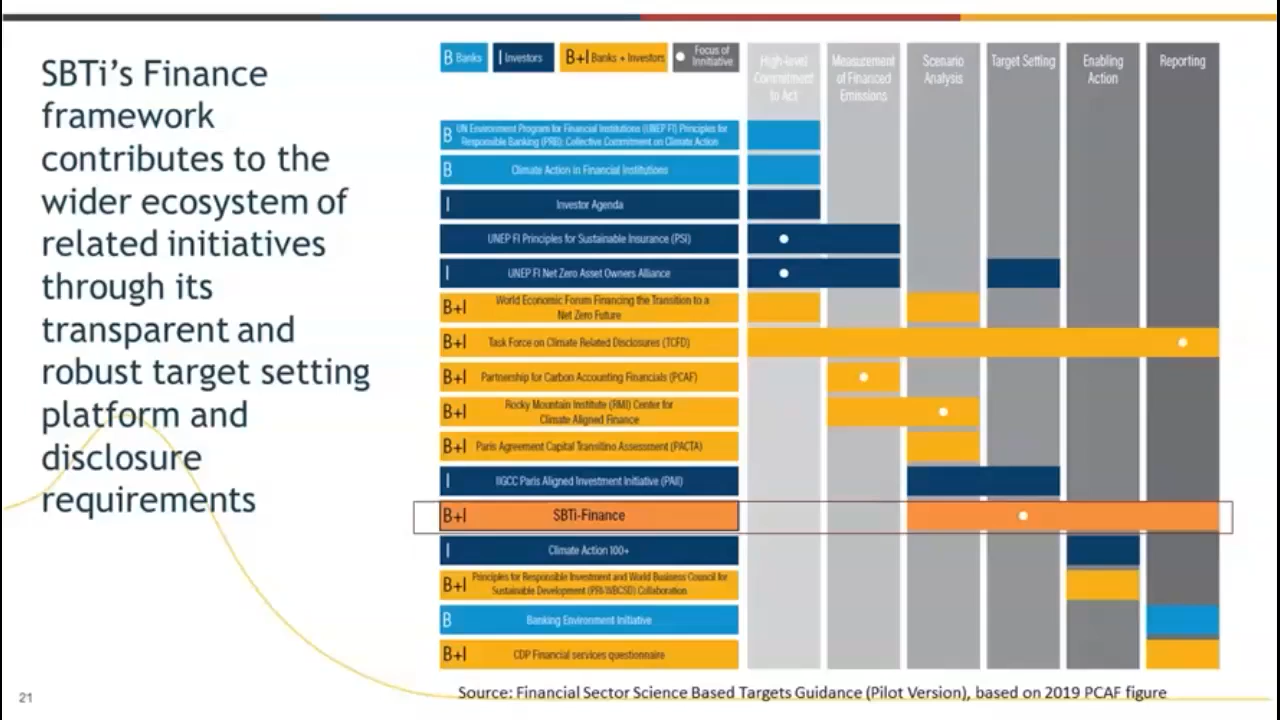 SBTi's Finance
framework
contributes to the
wider ecosystem of
related initiatives
through its
transparent and
robust target setting
platform and
disclosure
requirements
B Banks
I Investors
B+I Banks + Investors
Focus of
Innitiative
High-level
Commitment
to Act
Measurement
of Financed
Emissions
Scenario
Analysis
Target Setting
Enabling
Action
Reporting
B UN Environment Program for Financial Institutions (UNEP FI) Principles for
Responsible Banking (PRB); Collective Commitment on Climate Action
B Climate Action in Financial Institutions
I Investor Agenda
UNEP FI Principles for Sustainable Insurance (PSI)
I UNEP FI Net Zero Asset Owners Alliance
B+I World Economic Forum Financing the Transition to a
Net Zero Future
B+I Task Force on Climate Related Disclosures (TCFD)
B+I Partnership for Carbon Accounting Financials (PCAF)
B+I Rocky Mountain Institute (RMI) Center for
Climate Aligned Finance
B+I Paris Agreement Capital Transitino Assessment (PACTA)
I IIGCC Paris Aligned Investment Initiative (PAII)
B+I SBTi-Finance
I Climate Action 100+
B+I Principles for Responsible Investment and World Business Council for
Sustainable Development (PRI-WBCSD) Collaboration
B Banking Environment Initiative
B+I CDP Financial services questionnaire
Source: Financial Sector Science Based Targets Guidance (Pilot Version), based on 2019 PCAF figure
21